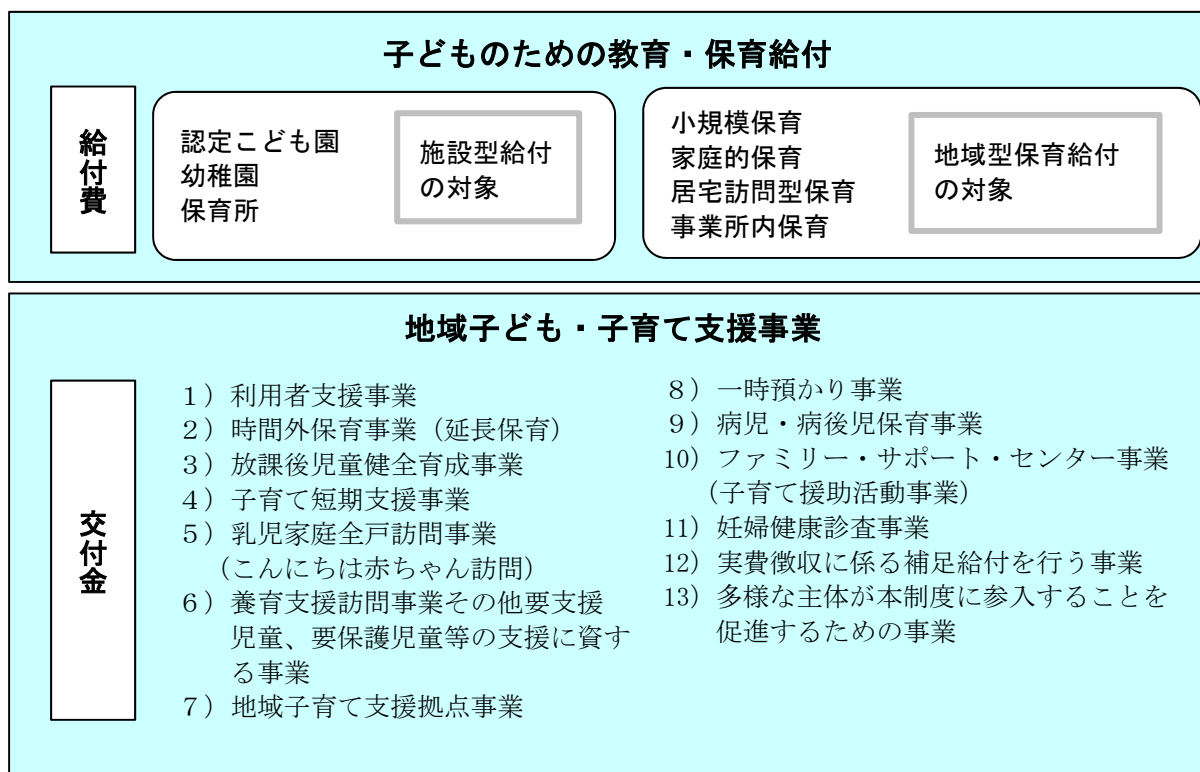 子どものための教育・保育給付
給付費
認定こども園
幼稚園
保育所
施設型給付
の対象
小規模保育
家庭的保育
居宅訪問型保育
事業所内保育
地域型保育給付
の対象
地域子ども・子育て支援事業
交付金
１）利用者支援事業
２）時間外保育事業（延長保育）
３）放課後児童健全育成事業
４）子育て短期支援事業
５）乳児家庭全戸訪問事業
（こんにちは赤ちゃん訪問）
６）養育支援訪問事業その他要支援
児童、要保護児童等の支援に資す
る事業
７）地域子育て支援拠点事業
８）一時預かり事業
９）病児・病後児保育事業
10）ファミリー・サポート・センター事業
（子育て援助活動事業）
11）妊婦健康診査事業
12）実費徴収に係る補足給付を行う事業
13）多様な主体が本制度に参入することを
促進するための事業